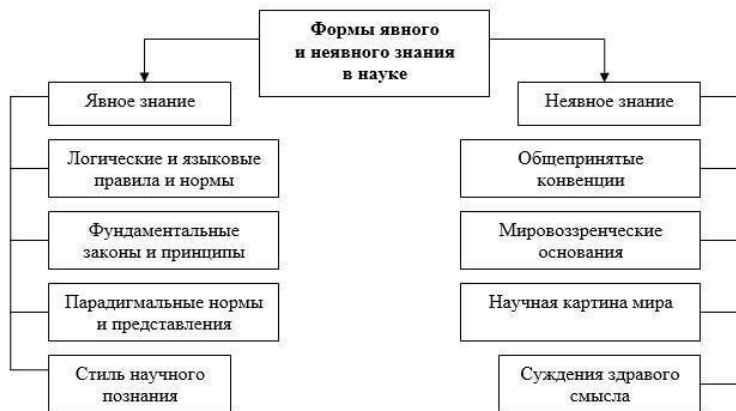 Формы явного
и неявного знания
в науке
Явное знание
Неявное знание
Логические и языковые
правила и нормы
Общепринятые
конвенции
Фундаментальные
законы и принципы
Мировоззренческие
основания
Парадигмальные нормы
и представления
Научная картина мира
Стиль научного
познания
Суждения здравого
смысла